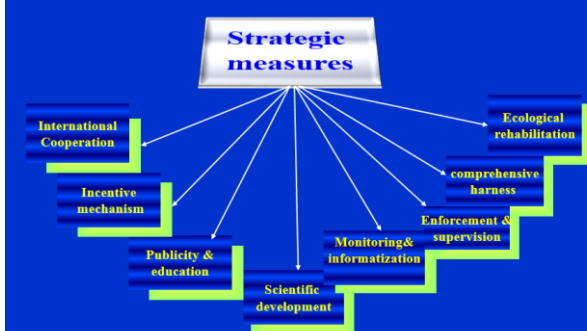 Strategic
measures
International
Cooperation
Incentive
mechanism
Publicity &
education
Scientific
development
Monitoring&
informatization
Enforcement &
supervision
comprehensive
harness
Ecological
rehabilitation